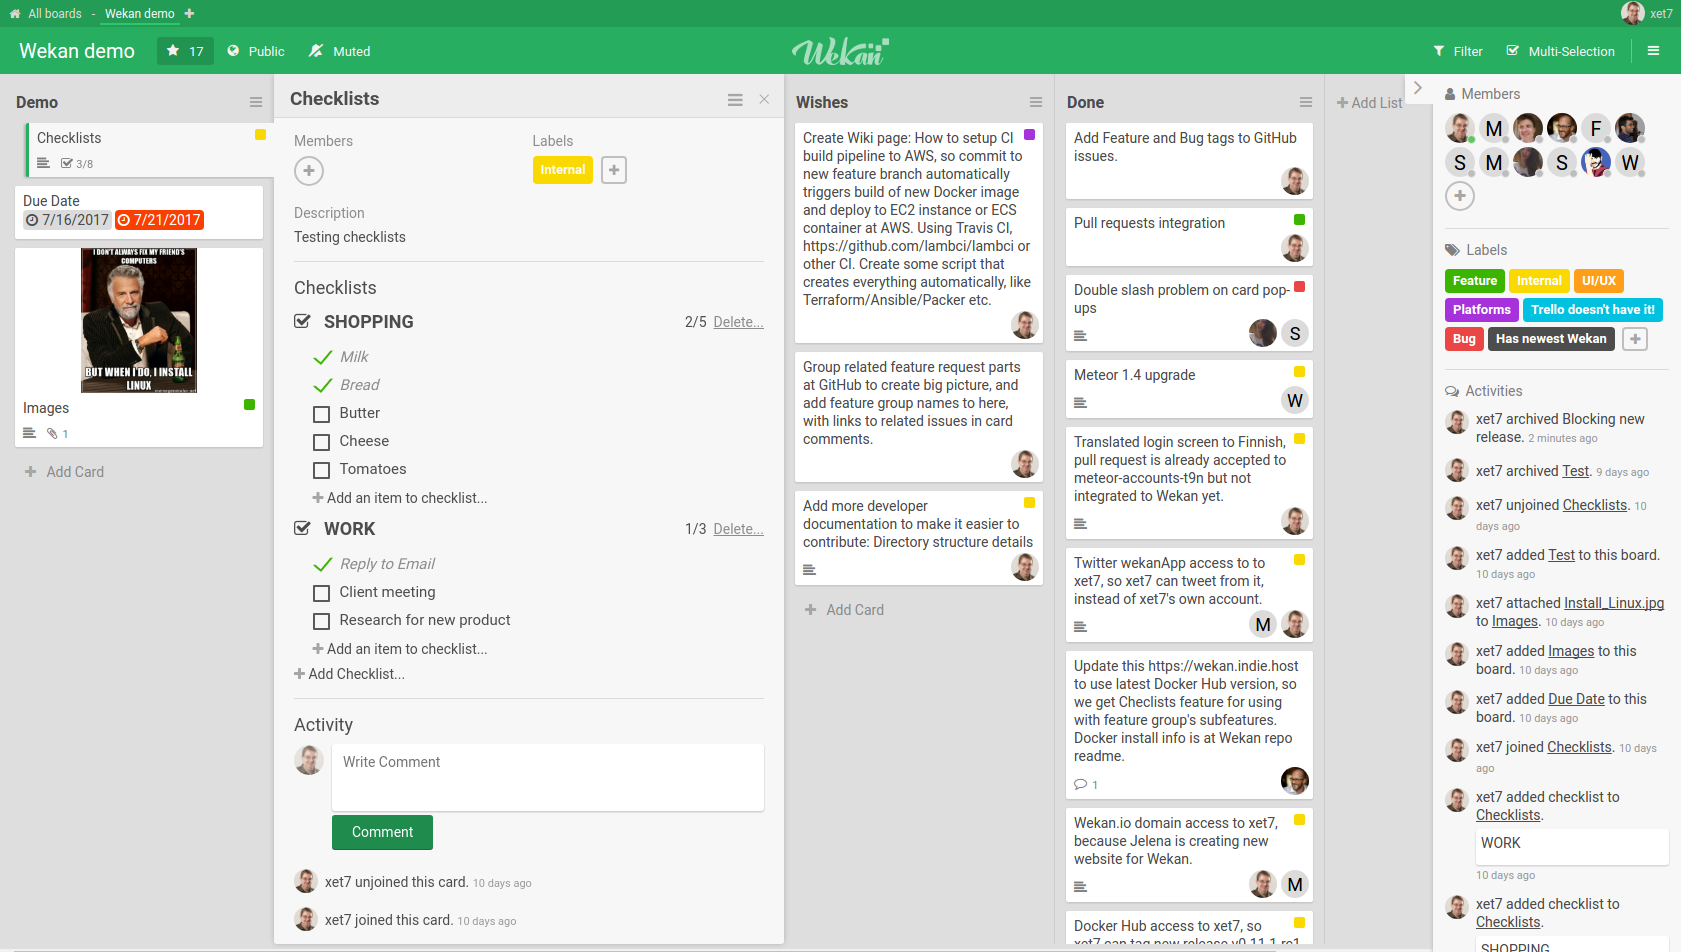 All boards - Wekan demo
xet7
Wekan demo
17
Public
Muted
Wekan
Filter
Multi-Selection
Demo
Checklists
3/8
Due Date
7/16/2017 7/21/2017
I DON'T ALWAYS FIX MY FRIEND'S
COMPUTERS
BUT WHEN I DO, I INSTALL
LINUX
Images
1
Add Card
Checklists
Members
Labels
Internal
Description
Testing checklists
Checklists
SHOPPING
2/5 Delete...
Milk
Bread
Butter
Cheese
Tomatoes
Add an item to checklist...
WORK
1/3 Delete...
Reply to Email
Client meeting
Research for new product
Add an item to checklist...
Add Checklist...
Activity
Write Comment
Comment
xet7 unjoined this card. 10 days ago
xet7 joined this card. 10 days ago
Wishes
Create Wiki page: How to setup CI
build pipeline to AWS, so commit to
new feature branch automatically
triggers build of new Docker image
and deploy to EC2 instance or ECS
container at AWS. Using Travis CI,
https://github.com/lambci/lambci or
other CI. Create some script that
creates everything automatically, like
Terraform/Ansible/Packer etc.
Group related feature request parts
at GitHub to create big picture, and
add feature group names to here,
with links to related issues in card
comments.
Add more developer
documentation to make it easier to
contribute: Directory structure details
Add Card
Done
Add Feature and Bug tags to GitHub
issues.
Pull requests integration
Double slash problem on card pop-
ups
S
Meteor 1.4 upgrade
W
Translated login screen to Finnish,
pull request is already accepted to
meteor-accounts-t9n but not
integrated to Wekan yet.
Twitter wekanApp access to to
xet7, so xet7 can tweet from it,
instead of xet7's own account.
M
Update this https://wekan.indie.host
to use latest Docker Hub version, so
we get Checlists feature for using
with feature group's subfeatures.
Docker install info is at Wekan repo
readme.
1
Wekan.io domain access to xet7,
because Jelena is creating new
website for Wekan.
M
Docker Hub access to xet7, so
xet7 can tag new release v0.11.1-rc1
Add List
Members
M F
S M S W
Labels
Feature Internal UI/UX
Platforms Trello doesn't have it!
Bug Has newest Wekan
Activities
xet7 archived Blocking new
release. 2 minutes ago
xet7 archived Test. 9 days ago
xet7 unjoined Checklists. 10
days ago
xet7 added Test to this board.
10 days ago
xet7 attached Install_Linux.jpg
to Images. 10 days ago
xet7 added Images to this
board. 10 days ago
xet7 added Due Date to this
board. 10 days ago
xet7 joined Checklists. 10 days
ago
xet7 added checklist to
Checklists.
WORK
10 days ago
xet7 added checklist to
Checklists.
SHOPPING